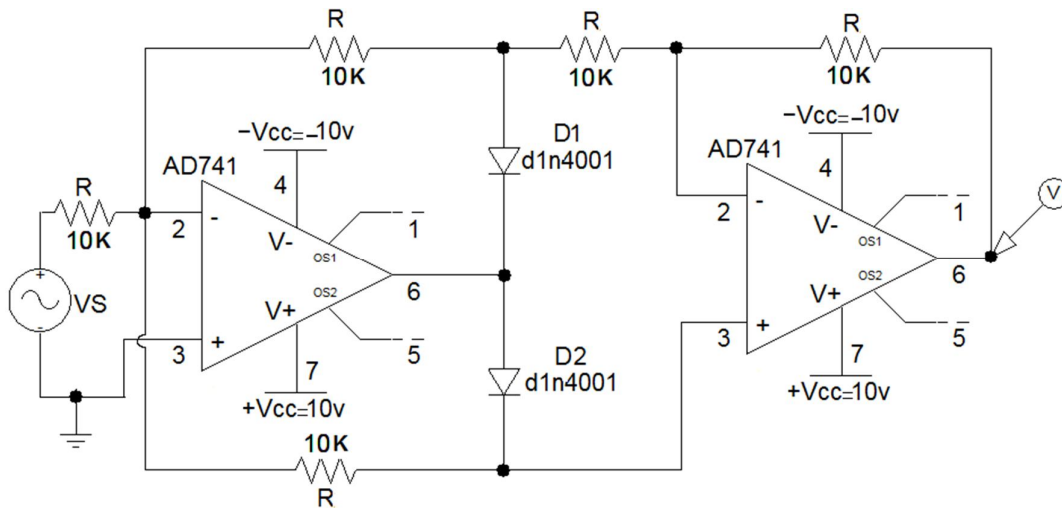 R
10K
R
10K
R
10K
−Vcc=−10v
AD741
4
2
-
V-
OS1
1
6
OS2
V+
3
+
5
7
+Vcc=10v
R
10K
+
VS
-
D1
d1n4001
D2
d1n4001
10K
R
−Vcc=−10v
AD741
4
2
-
V-
OS1
1
6
OS2
V+
3
+
5
7
+Vcc=10v
V